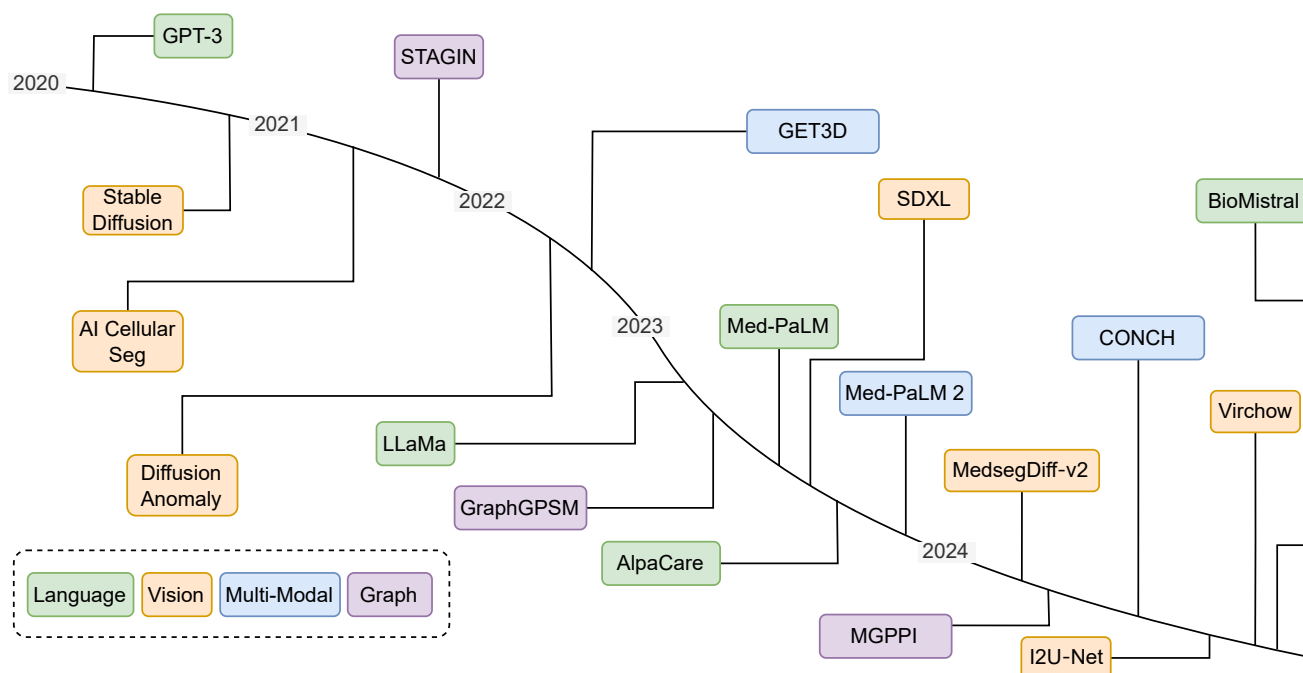 GPT-3
STAGIN
2020
2021
GET3D
Stable
Diffusion
2022
SDXL
BioMistral
AI Cellular
Seg
2023
Med-PaLM
CONCH
Med-PaLM 2
Virchow
LLaMa
Diffusion
Anomaly
MedsegDiff-v2
GraphGPSM
AlpaCare
2024
Language
Vision
Multi-Modal
Graph
MGPPI
I2U-Net